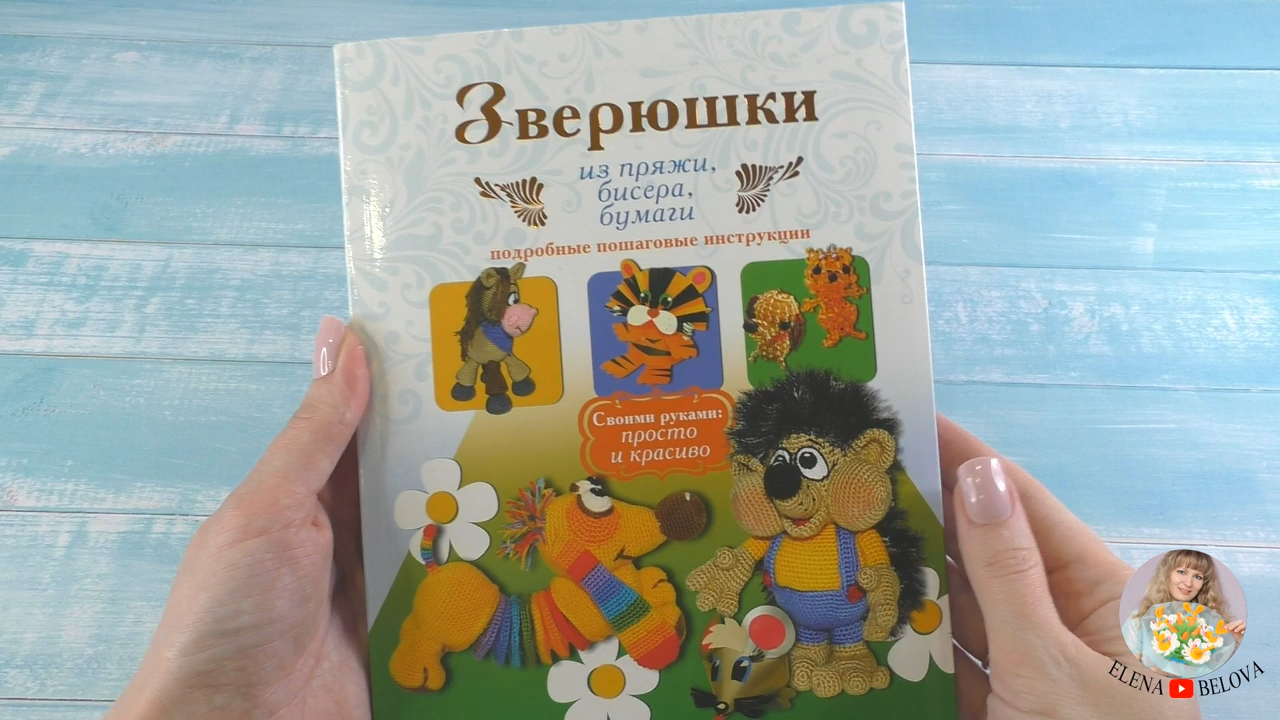 Зверюшки
из пряжи,
бисера,
бумаги
подробные пошаговые инструкции
Своими руками:
просто
и красиво
ELENA BELOVA